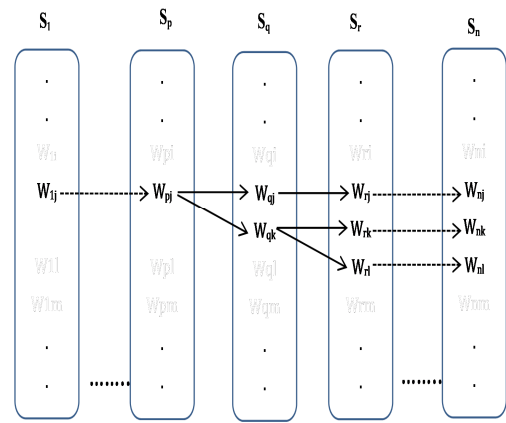 S1 Sp Sq Sr Sn
W1i Wpi Wqi Wri Wni
W1j Wpj Wqj Wrj Wnj
Wqk Wrk Wnk
W1l Wpl Wql Wrl Wnl
W1m Wpm Wqm Wrm Wnm